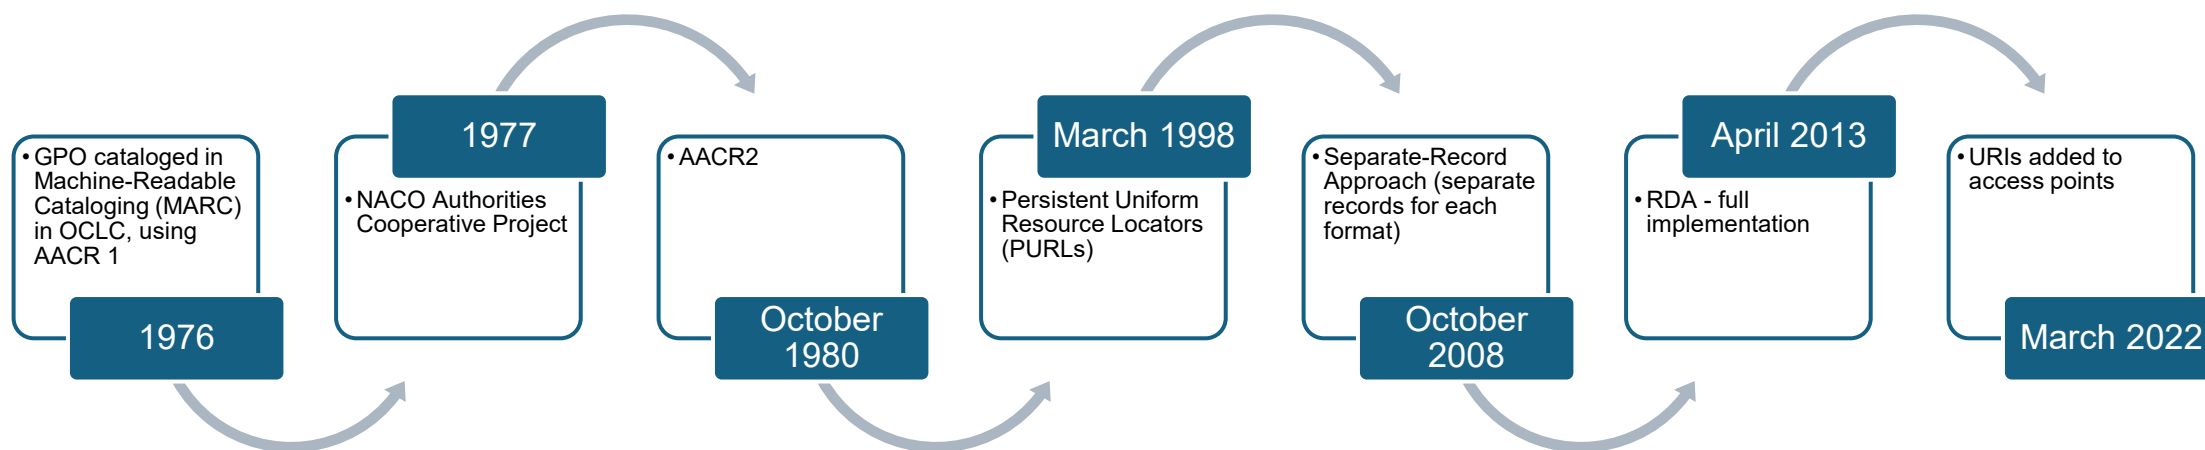 • GPO cataloged in
Machine-Readable
Cataloging (MARC)
in OCLC, using
AACR 1
1976
1977
• NACO Authorities
Cooperative Project
• AACR2
October
1980
March 1998
• Persistent Uniform
Resource Locators
(PURLs)
• Separate-Record
Approach (separate
records for each
format)
October
2008
April 2013
• RDA - full
implementation
• URIs added to
access points
March 2022